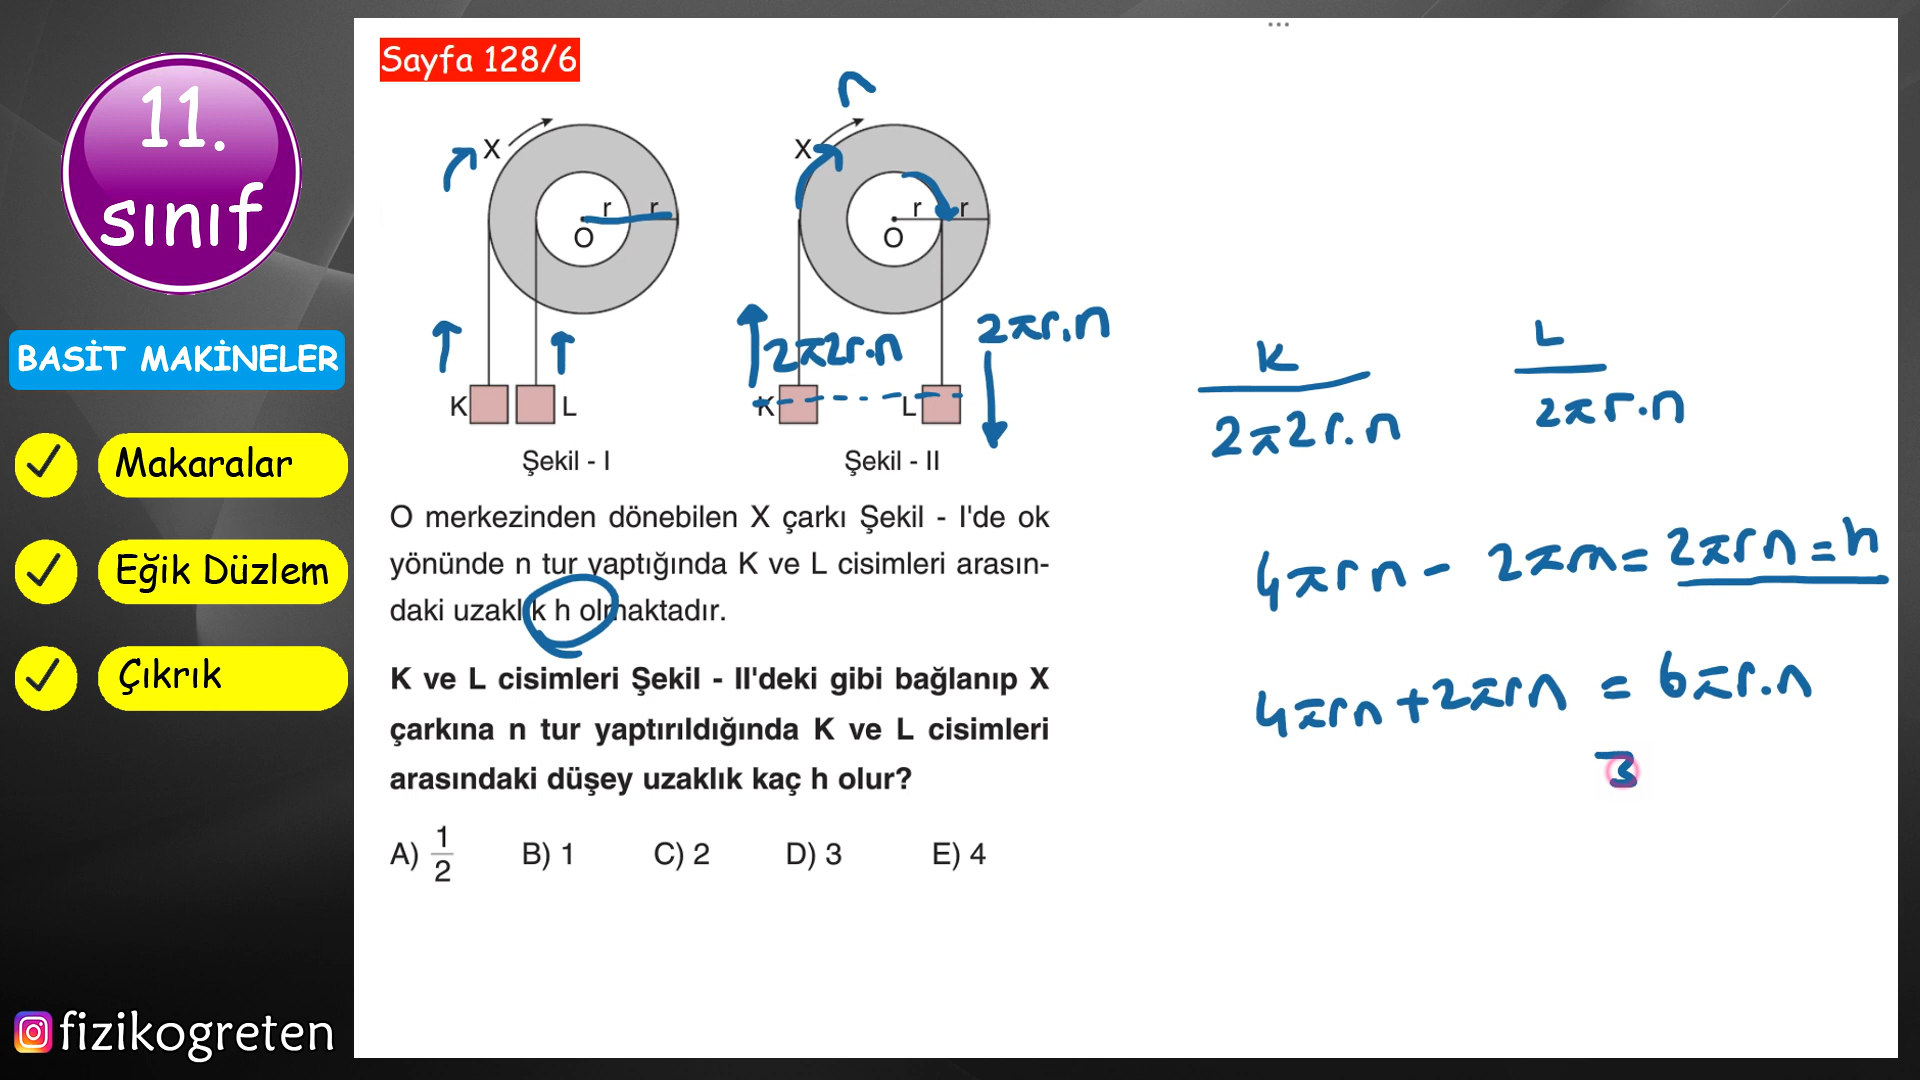 11.
sınıf
BASİT MAKİNELER
Makaralar
Eğik Düzlem
Çıkrık
fizikogreten
Sayfa 128/6
n
X
r r
O
K L
Şekil - I
X
r r
O
2π2r.n
2πr.n
K L
Şekil - II
O merkezinden dönebilen X çarkı Şekil - I'de ok
yönünde n tur yaptığında K ve L cisimleri arasın-
daki uzaklık h olmaktadır.
K ve L cisimleri Şekil - II'deki gibi bağlanıp X
çarkına n tur yaptırıldığında K ve L cisimleri
arasındaki düşey uzaklık kaç h olur?
A) 1/2 B) 1 C) 2 D) 3 E) 4
K L
2π2r.n 2πr.n
4πrn - 2πrn = 2πrn = h
4πrn + 2πrn = 6πr.n
3